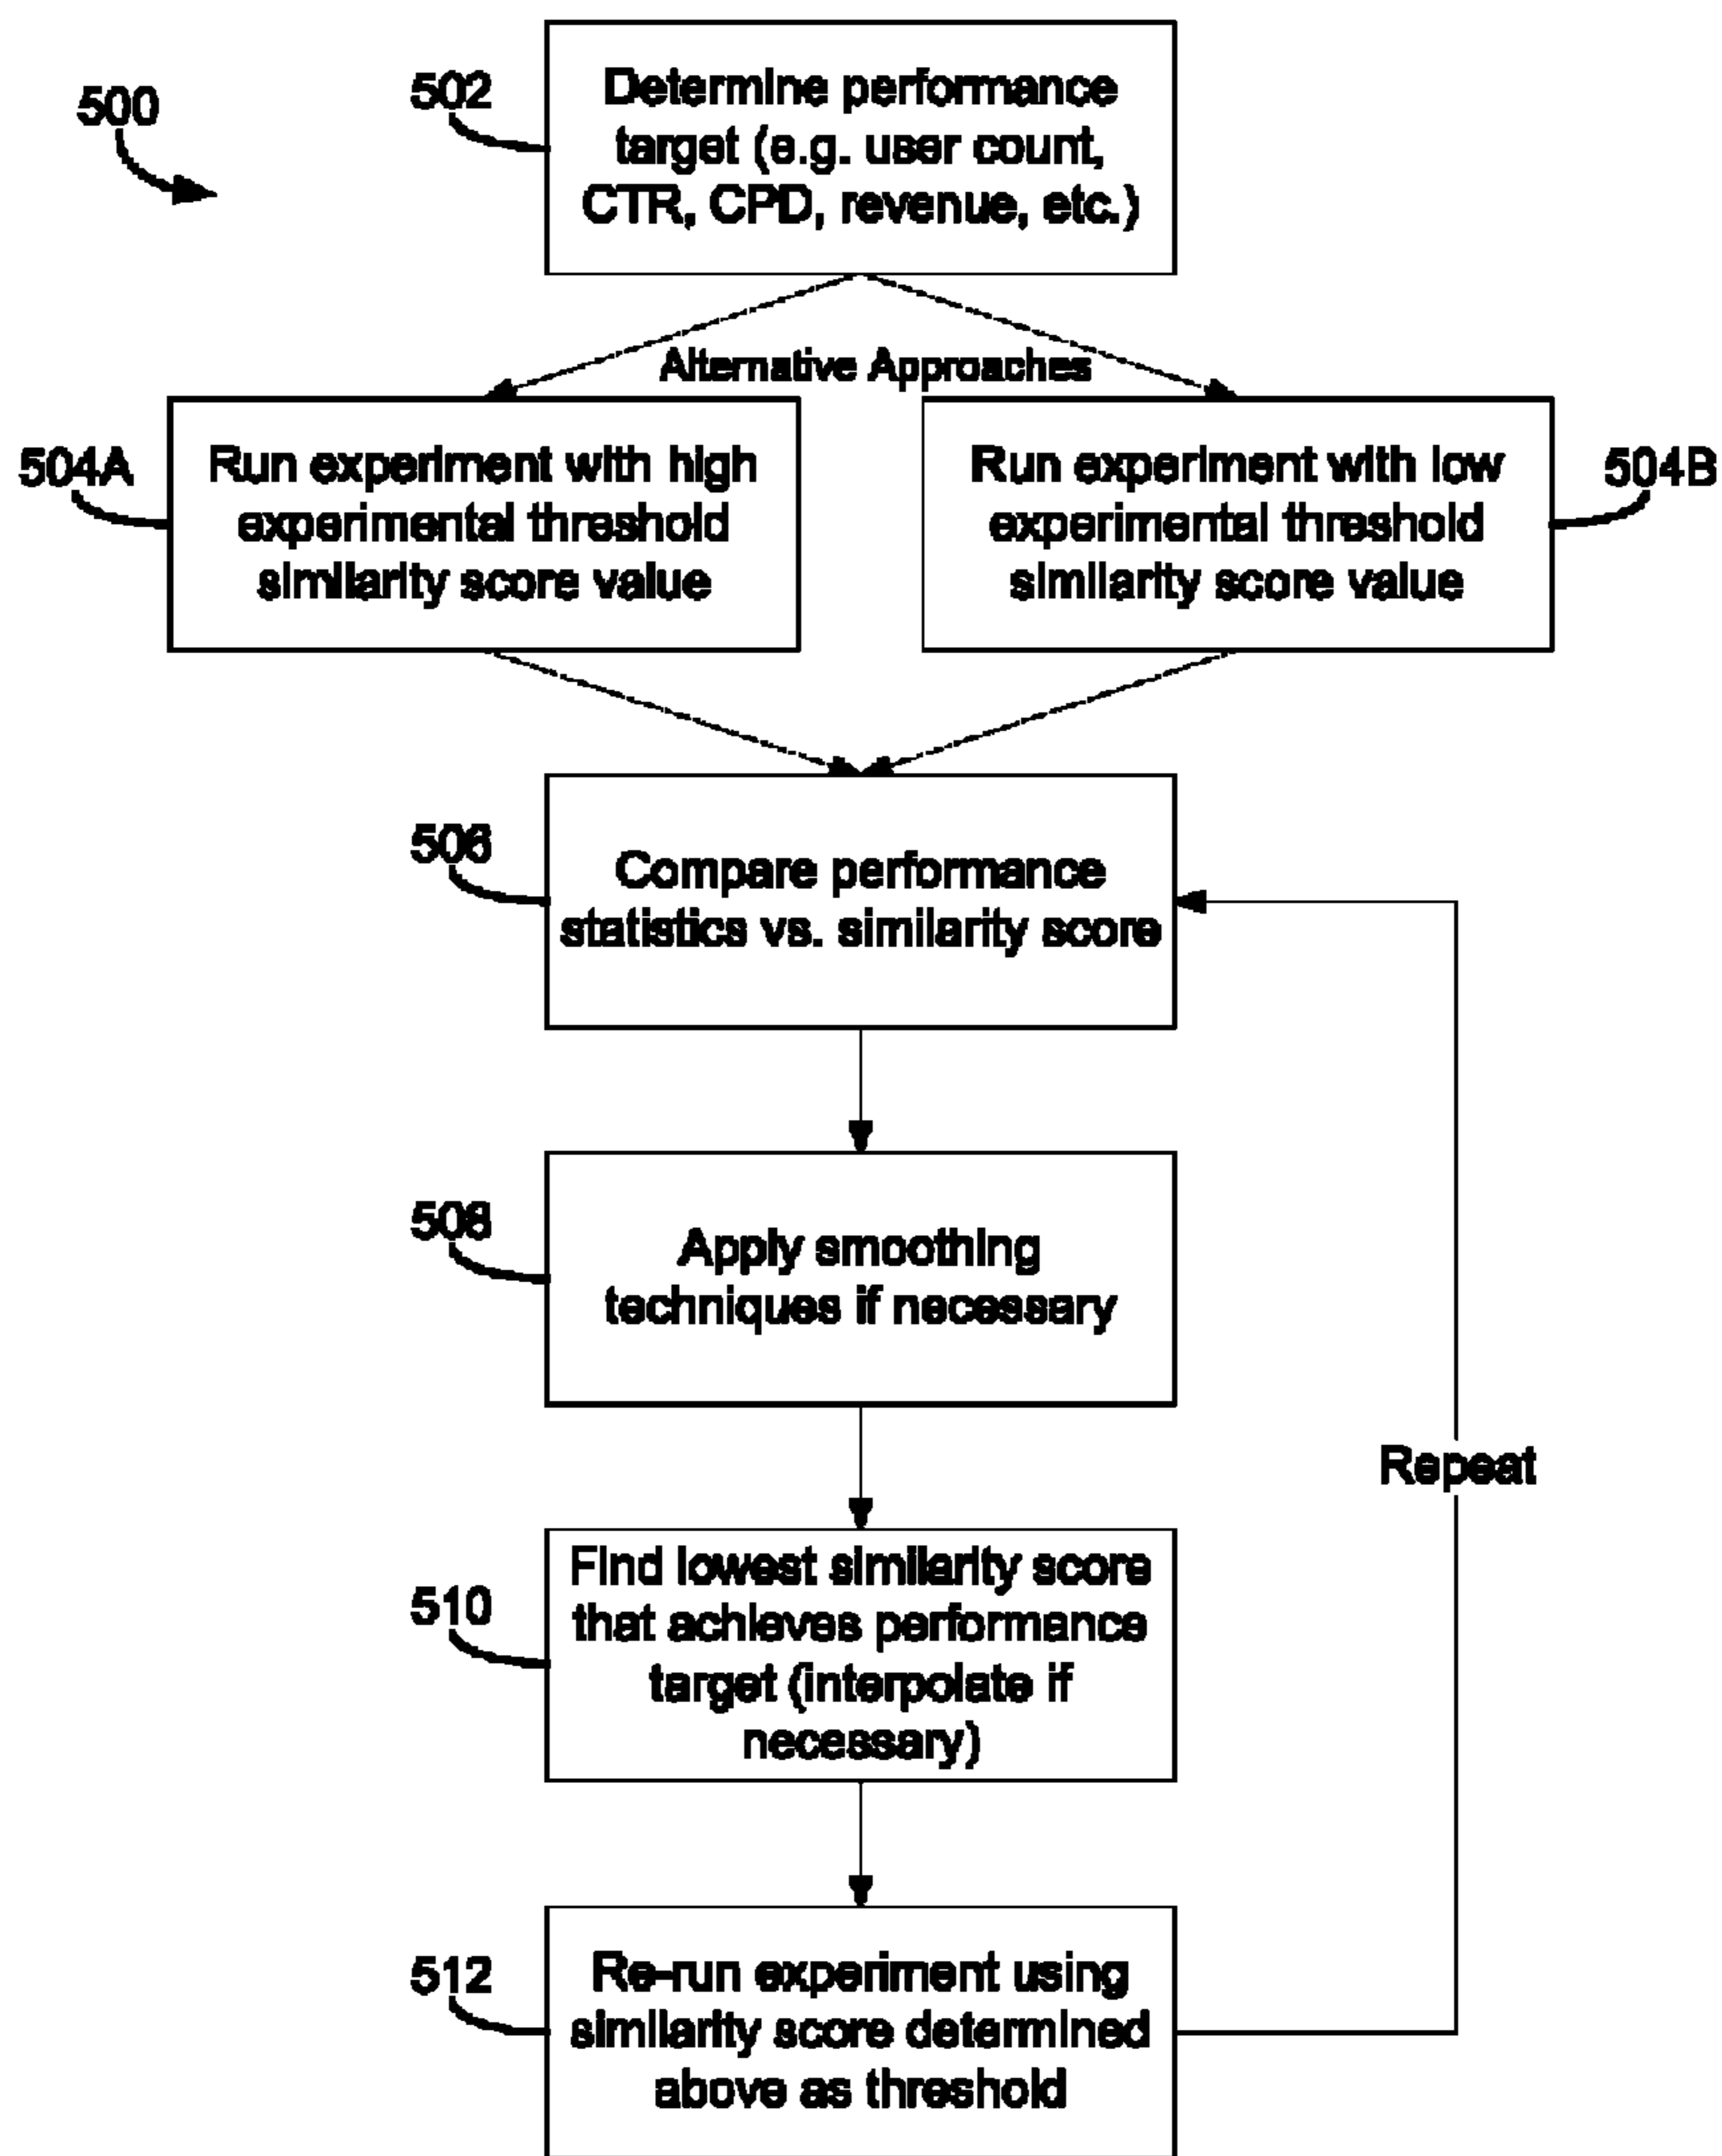 500
502
Determine performance
target (e.g. user count,
CTR, CPD, revenue, etc.)
Alternative Approaches
504A
Run experiment with high
experimental threshold
similarity score value
Run experiment with low
experimental threshold
similarity score value
504B
506
Compare performance
statistics vs. similarity score
508
Apply smoothing
techniques if necessary
Repeat
510
Find lowest similarity score
that achieves performance
target (interpolate if
necessary)
512
Re-run experiment using
similarity score determined
above as threshold